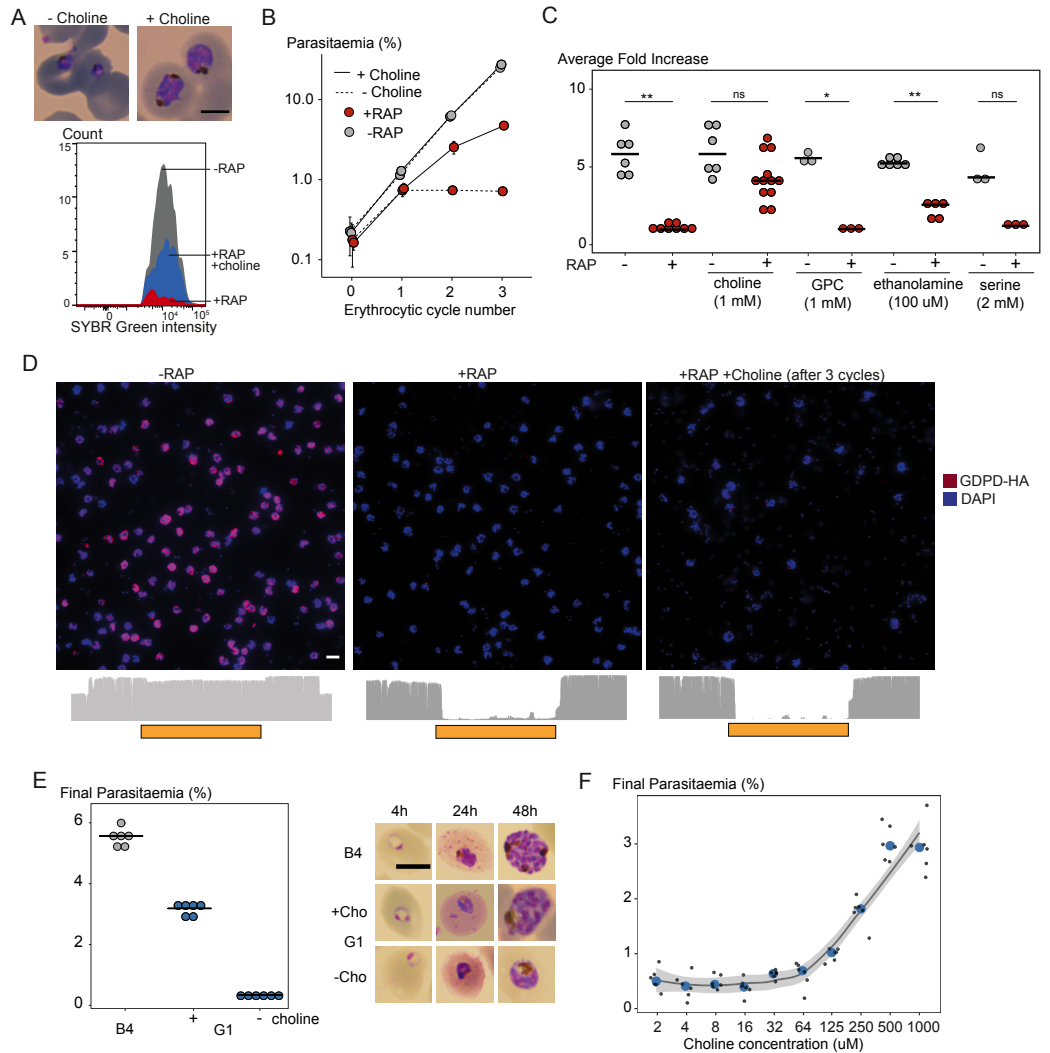 A
- Choline
+ Choline
Count
15
10
5
0
-RAP
+RAP
+choline
+RAP
0
10⁴
10⁵
SYBR Green intensity
B
Parasitaemia (%)
+ Choline
- Choline
+RAP
-RAP
10.0
1.0
0.1
0 1 2 3
Erythrocytic cycle number
C
Average Fold Increase
10
5
0
** ns * ** ns
RAP - + - + - + - + - +
choline
(1 mM)
GPC
(1 mM)
ethanolamine
(100 uM)
serine
(2 mM)
D
-RAP
+RAP
+RAP +Choline (after 3 cycles)
GDPD-HA
DAPI
E
Final Parasitaemia (%)
6
4
2
0
B4 + G1 - choline
4h 24h 48h
B4
+Cho
G1
-Cho
F
Final Parasitaemia (%)
3
2
1
0
2 4 8 16 32 64 125 250 500 1000
Choline concentration (uM)